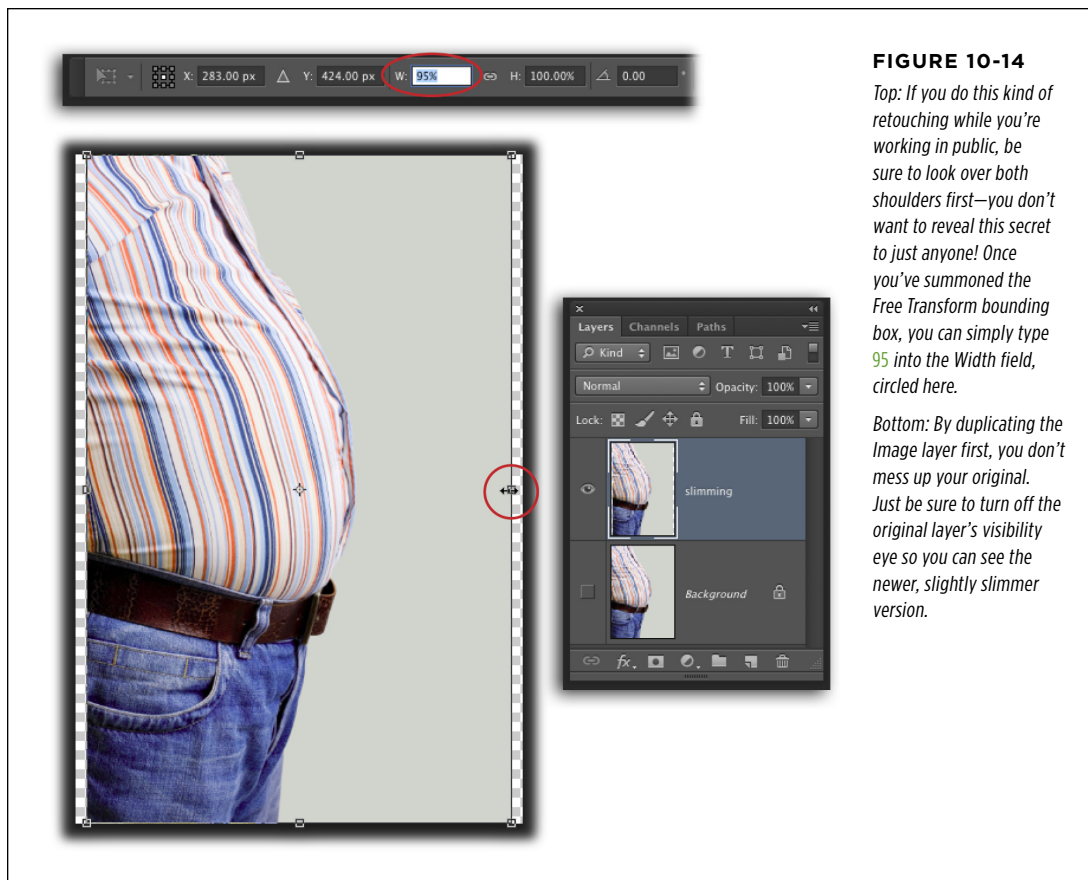 X: 283.00 px Y: 424.00 px W: 95% H: 100.00% 0.00 °
FIGURE 10-14
Top: If you do this kind of
retouching while you’re
working in public, be
sure to look over both
shoulders first—you don’t
want to reveal this secret
to just anyone! Once
you’ve summoned the
Free Transform bounding
box, you can simply type
95 into the Width field,
circled here.
Bottom: By duplicating the
Image layer first, you don’t
mess up your original.
Just be sure to turn off the
original layer’s visibility
eye so you can see the
newer, slightly slimmer
version.
Layers Channels Paths
Kind
Normal Opacity: 100%
Lock: Fill: 100%
slimming
Background
fx